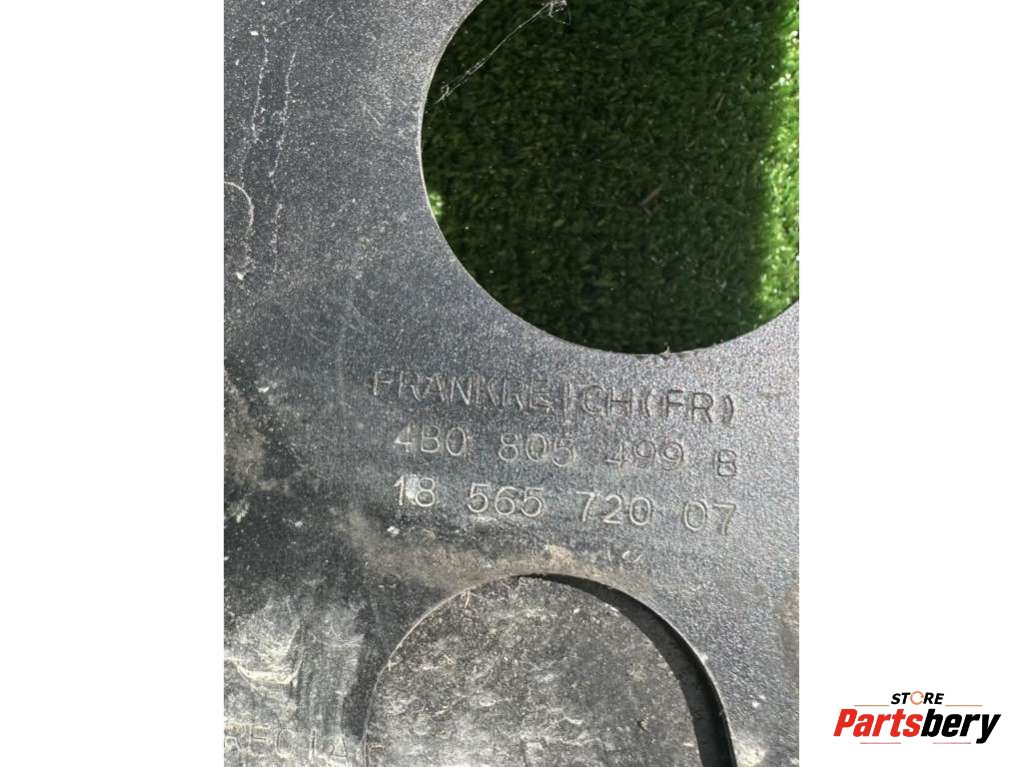 FRANKREICH(FR)
4B0 805 499 B
18 565 720 07
STORE
Partsbery